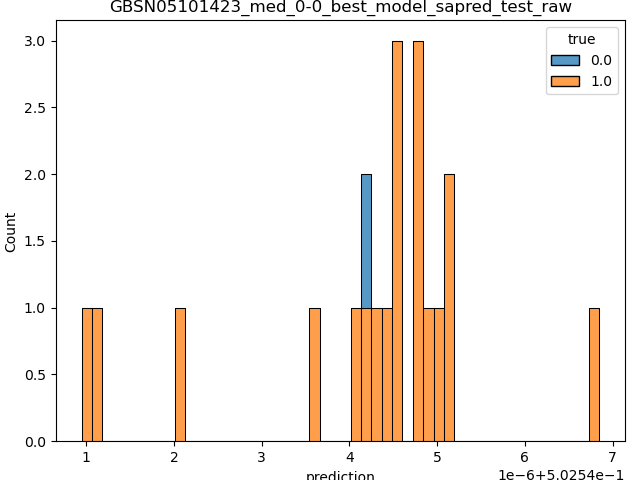 GBSN05101423_med_0-0_best_model_sapred_test_raw
3.0
2.5
2.0
1.5
1.0
0.5
0.0
Count
true
0.0
1.0
1 2 3 4 5 6 7
prediction
1e−6+5.0254e−1